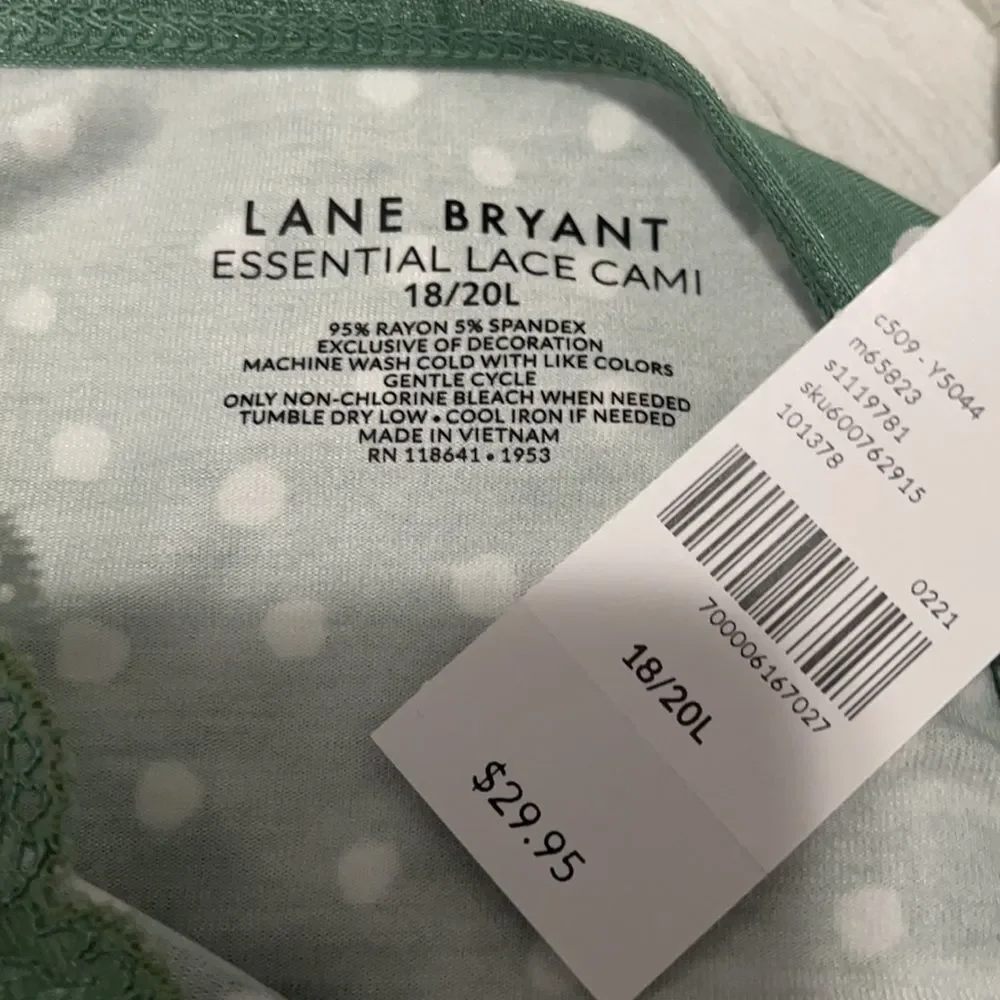 LANE BRYANT
ESSENTIAL LACE CAMI
18/20L
95% RAYON 5% SPANDEX
EXCLUSIVE OF DECORATION
MACHINE WASH COLD WITH LIKE COLORS
GENTLE CYCLE
ONLY NON-CHLORINE BLEACH WHEN NEEDED
TUMBLE DRY LOW • COOL IRON IF NEEDED
MADE IN VIETNAM
RN 118641 • 1953
c509 - Y5044
m65823
s1119781
sku600762915
101378
0221
700006167027
18/20L
$29.95